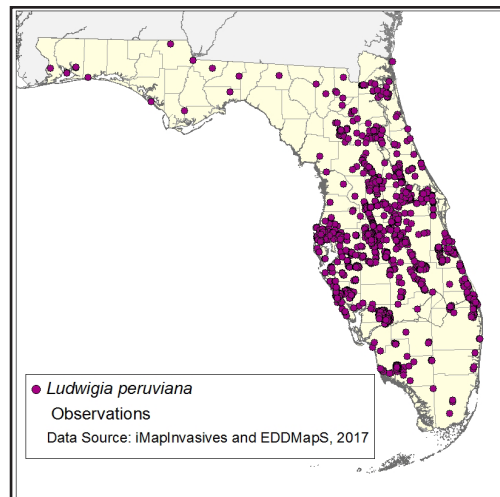 Ludwigia peruviana
Observations
Data Source: iMapInvasives and EDDMapS, 2017